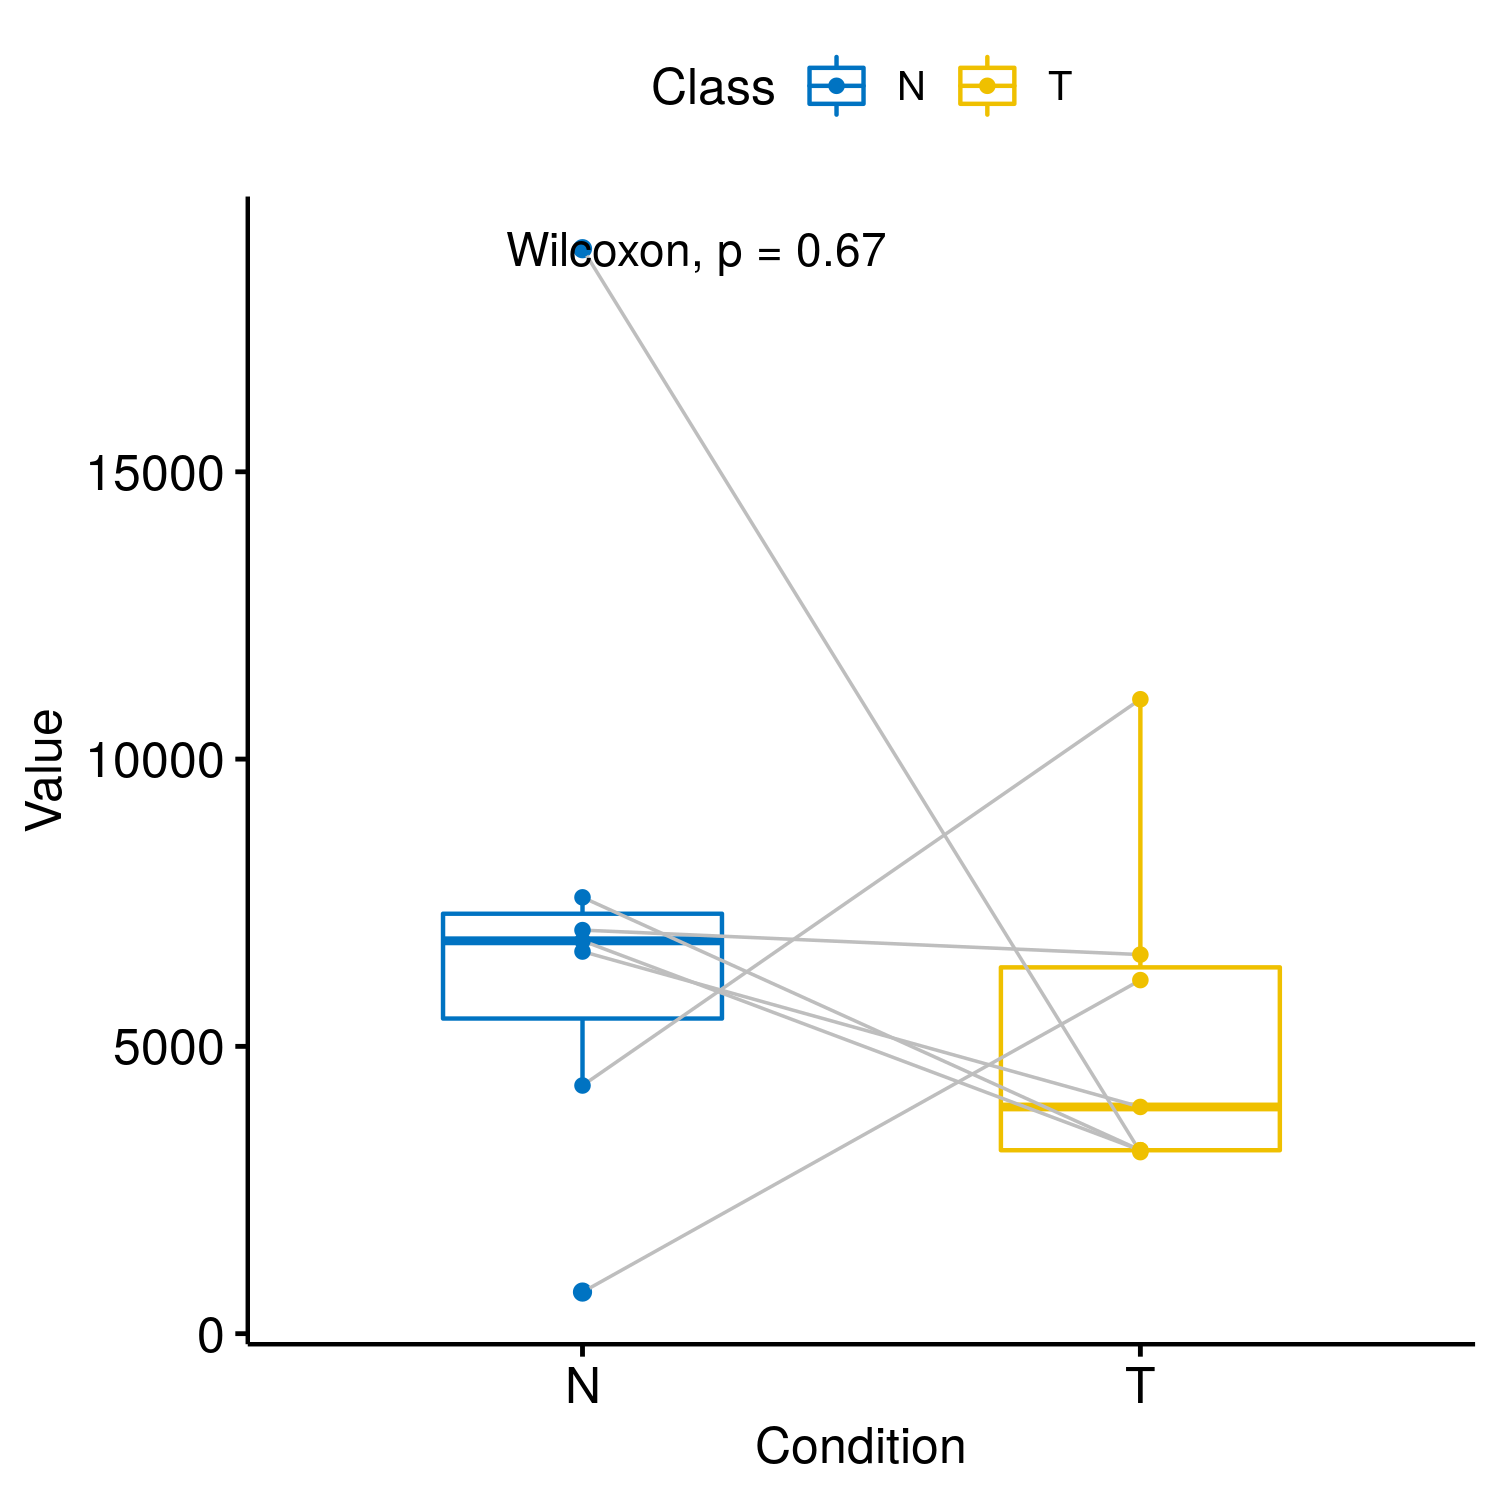 Class N T
Wilcoxon, p = 0.67
15000
10000
5000
0
Value
N T
Condition